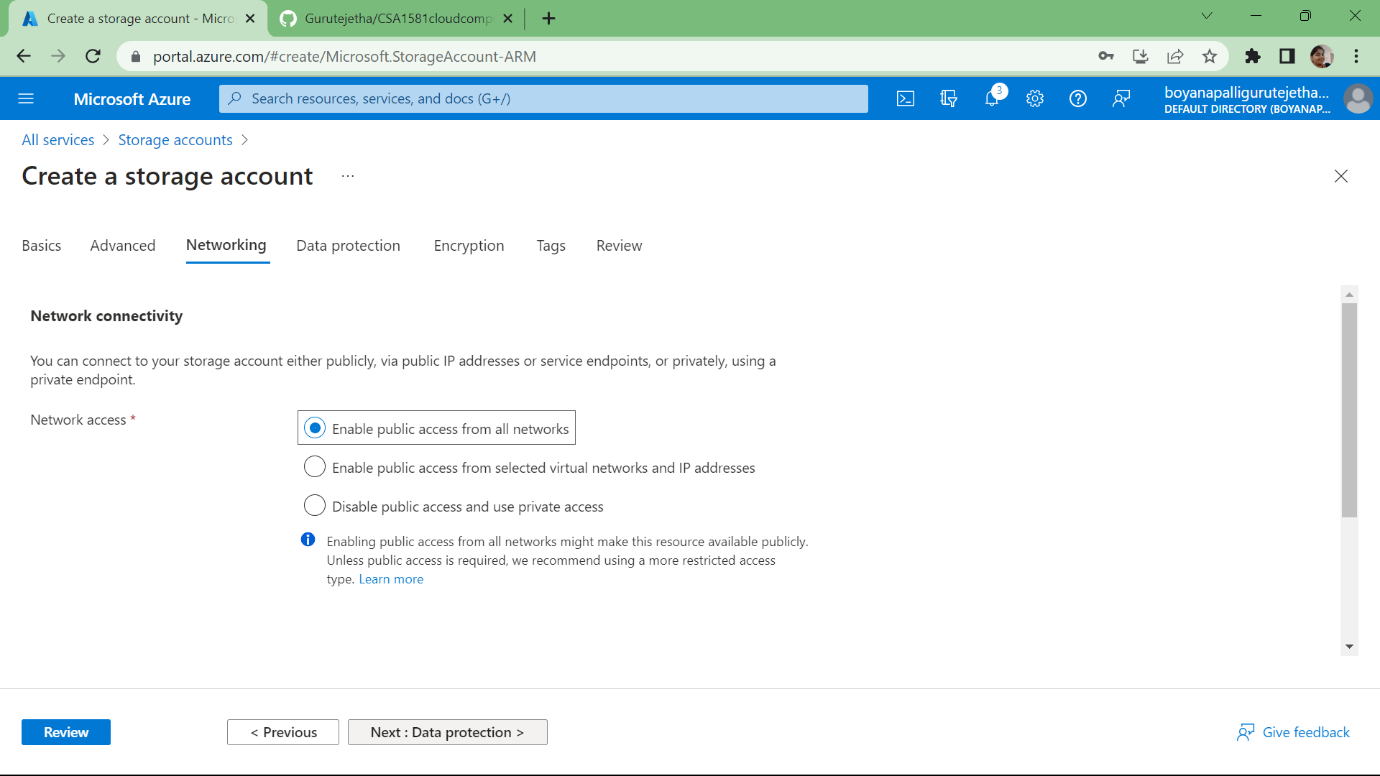 Create a storage account - Micro
Gurutejetha/CSA1581cloudcomp
portal.azure.com/#create/Microsoft.StorageAccount-ARM
Microsoft Azure
Search resources, services, and docs (G+/)
3
boyanapalligurutejetha...
DEFAULT DIRECTORY (BOYANAP...
All services > Storage accounts >
Create a storage account ...
Basics Advanced Networking Data protection Encryption Tags Review
Network connectivity
You can connect to your storage account either publicly, via public IP addresses or service endpoints, or privately, using a
private endpoint.
Network access *
Enable public access from all networks
Enable public access from selected virtual networks and IP addresses
Disable public access and use private access
Enabling public access from all networks might make this resource available publicly.
Unless public access is required, we recommend using a more restricted access
type. Learn more
Review
< Previous
Next : Data protection >
Give feedback